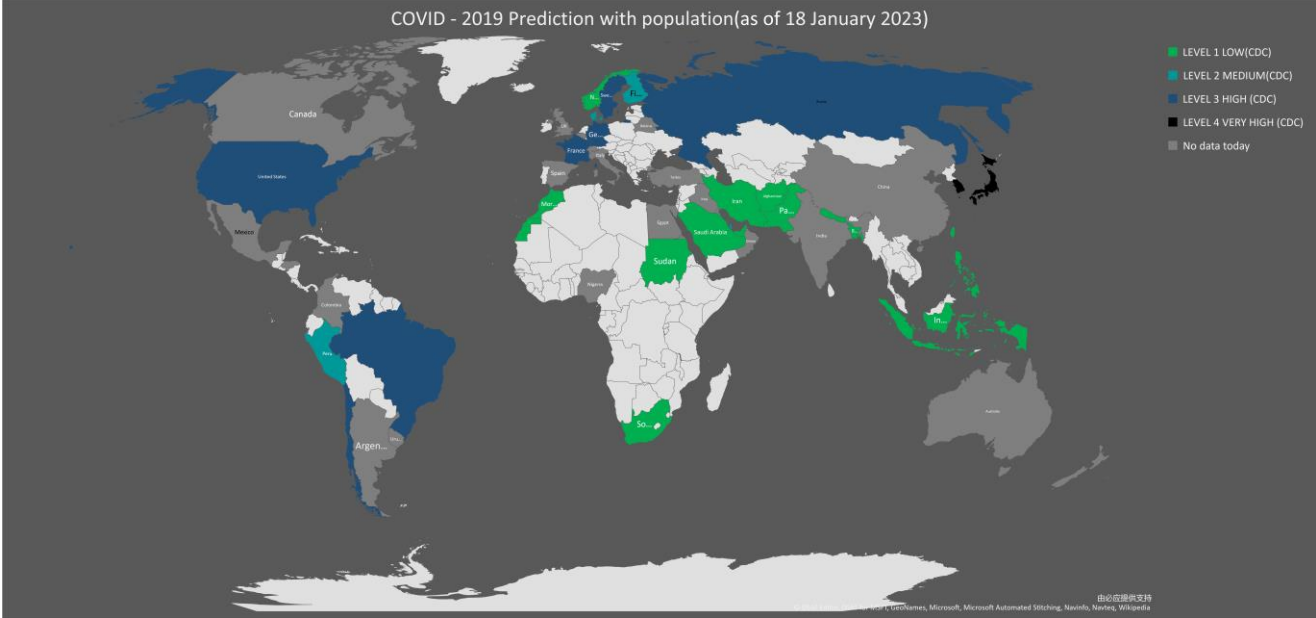 COVID - 2019 Prediction with population(as of 18 January 2023)
LEVEL 1 LOW(CDC)
LEVEL 2 MEDIUM(CDC)
LEVEL 3 HIGH (CDC)
LEVEL 4 VERY HIGH (CDC)
No data today
Canada
United States
Mexico
Colombia
Peru
Argen...
N...
Fi...
Ge...
France
Spain
Mor...
Egypt
Sudan
Nigeria
So...
Saudi Arabia
Iran
Afghanistan
Pa...
India
China
In...
Australia
由必应提供支持
GeoNames, Microsoft, Microsoft Automated Stitching, Navinfo, Navteq, Wikipedia